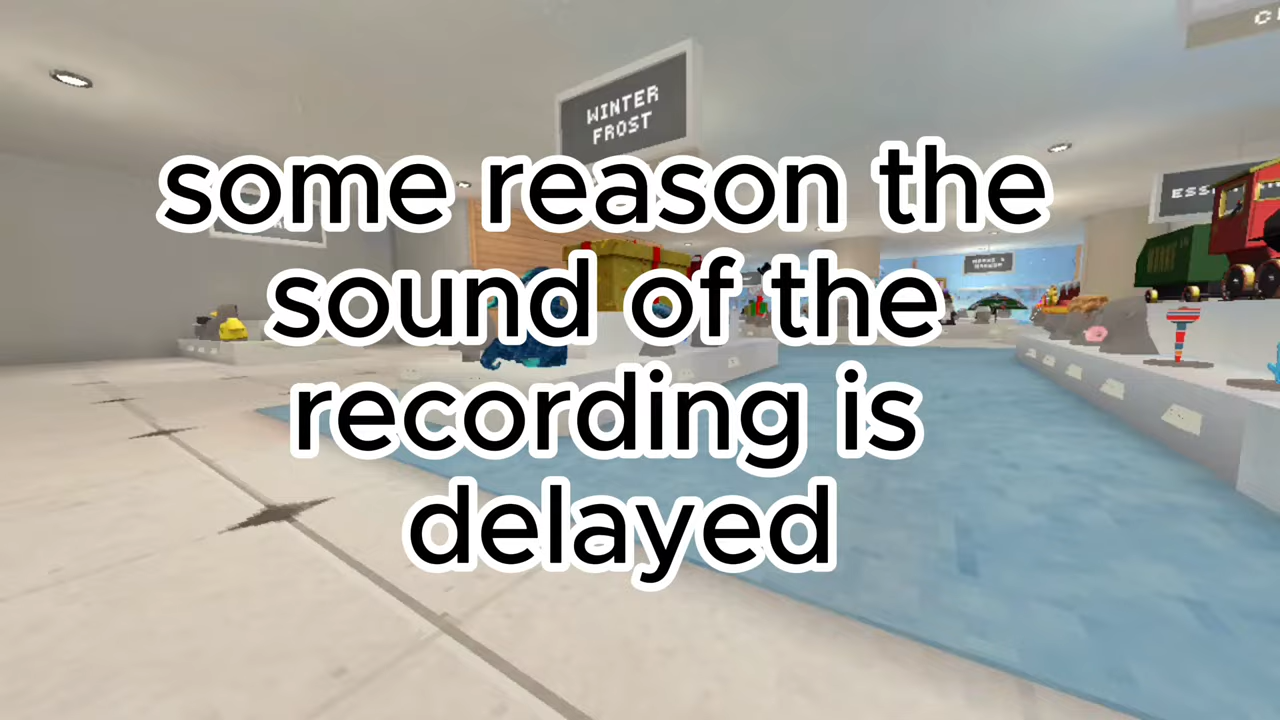 WINTER
FROST
some reason the
sound of the
recording is
delayed